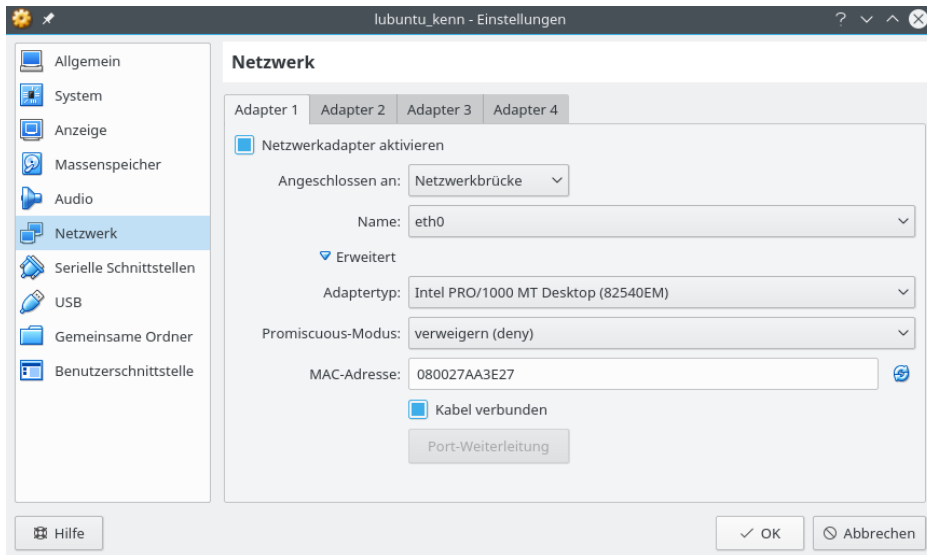 lubuntu_kenn - Einstellungen
Allgemein
System
Anzeige
Massenspeicher
Audio
Netzwerk
Serielle Schnittstellen
USB
Gemeinsame Ordner
Benutzerschnittstelle
Netzwerk
Adapter 1 Adapter 2 Adapter 3 Adapter 4
Netzwerkadapter aktivieren
Angeschlossen an: Netzwerkbrücke
Name: eth0
Erweitert
Adaptertyp: Intel PRO/1000 MT Desktop (82540EM)
Promiscuous-Modus: verweigern (deny)
MAC-Adresse: 080027AA3E27
Kabel verbunden
Port-Weiterleitung
Hilfe OK Abbrechen